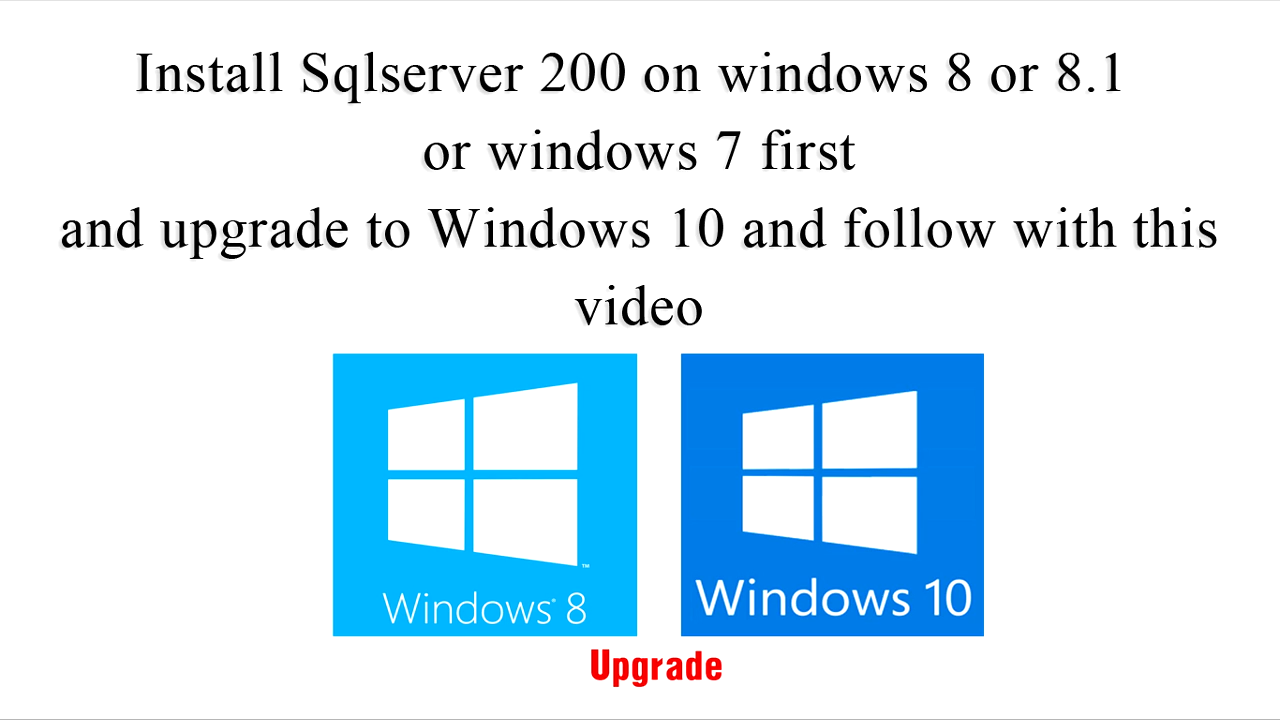 Install Sqlserver 200 on windows 8 or 8.1
or windows 7 first
and upgrade to Windows 10 and follow with this
video
Windows® 8 ™
Windows 10
Upgrade